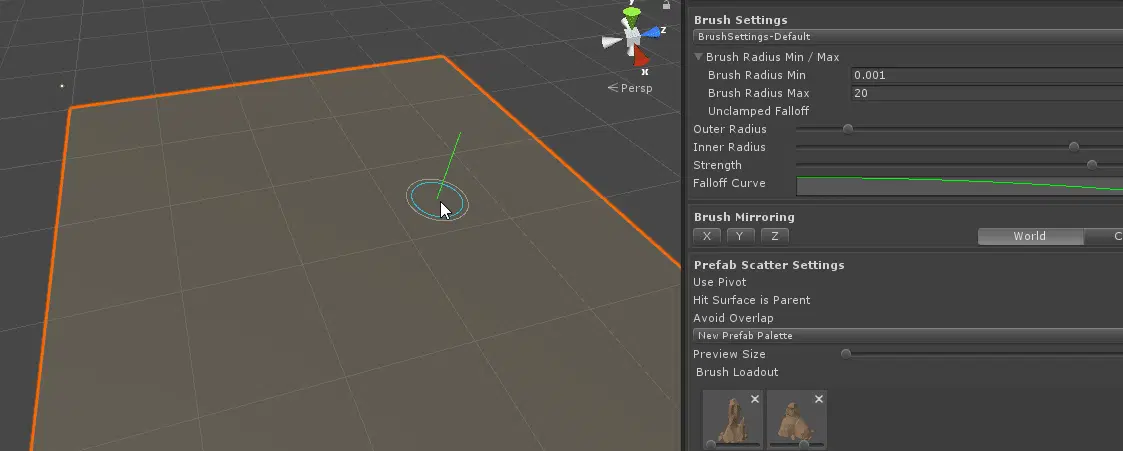 z
x
Persp
Brush Settings
BrushSettings-Default
Brush Radius Min / Max
Brush Radius Min 0.001
Brush Radius Max 20
Unclamped Falloff
Outer Radius
Inner Radius
Strength
Falloff Curve
Brush Mirroring
X Y Z World C
Prefab Scatter Settings
Use Pivot
Hit Surface is Parent
Avoid Overlap
New Prefab Palette
Preview Size
Brush Loadout